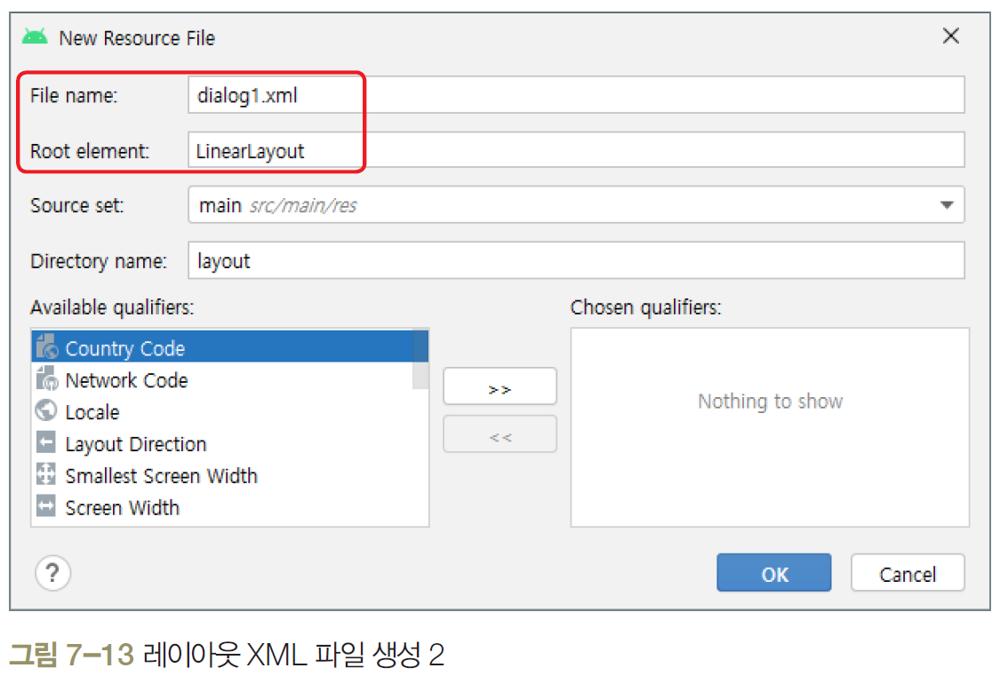 New Resource File
File name: dialog1.xml
Root element: LinearLayout
Source set: main src/main/res
Directory name: layout
Available qualifiers:
Chosen qualifiers:
Country Code
Network Code
Locale
Layout Direction
Smallest Screen Width
Screen Width
>>
<<
Nothing to show
?
OK
Cancel
그림 7-13 레이아웃 XML 파일 생성 2